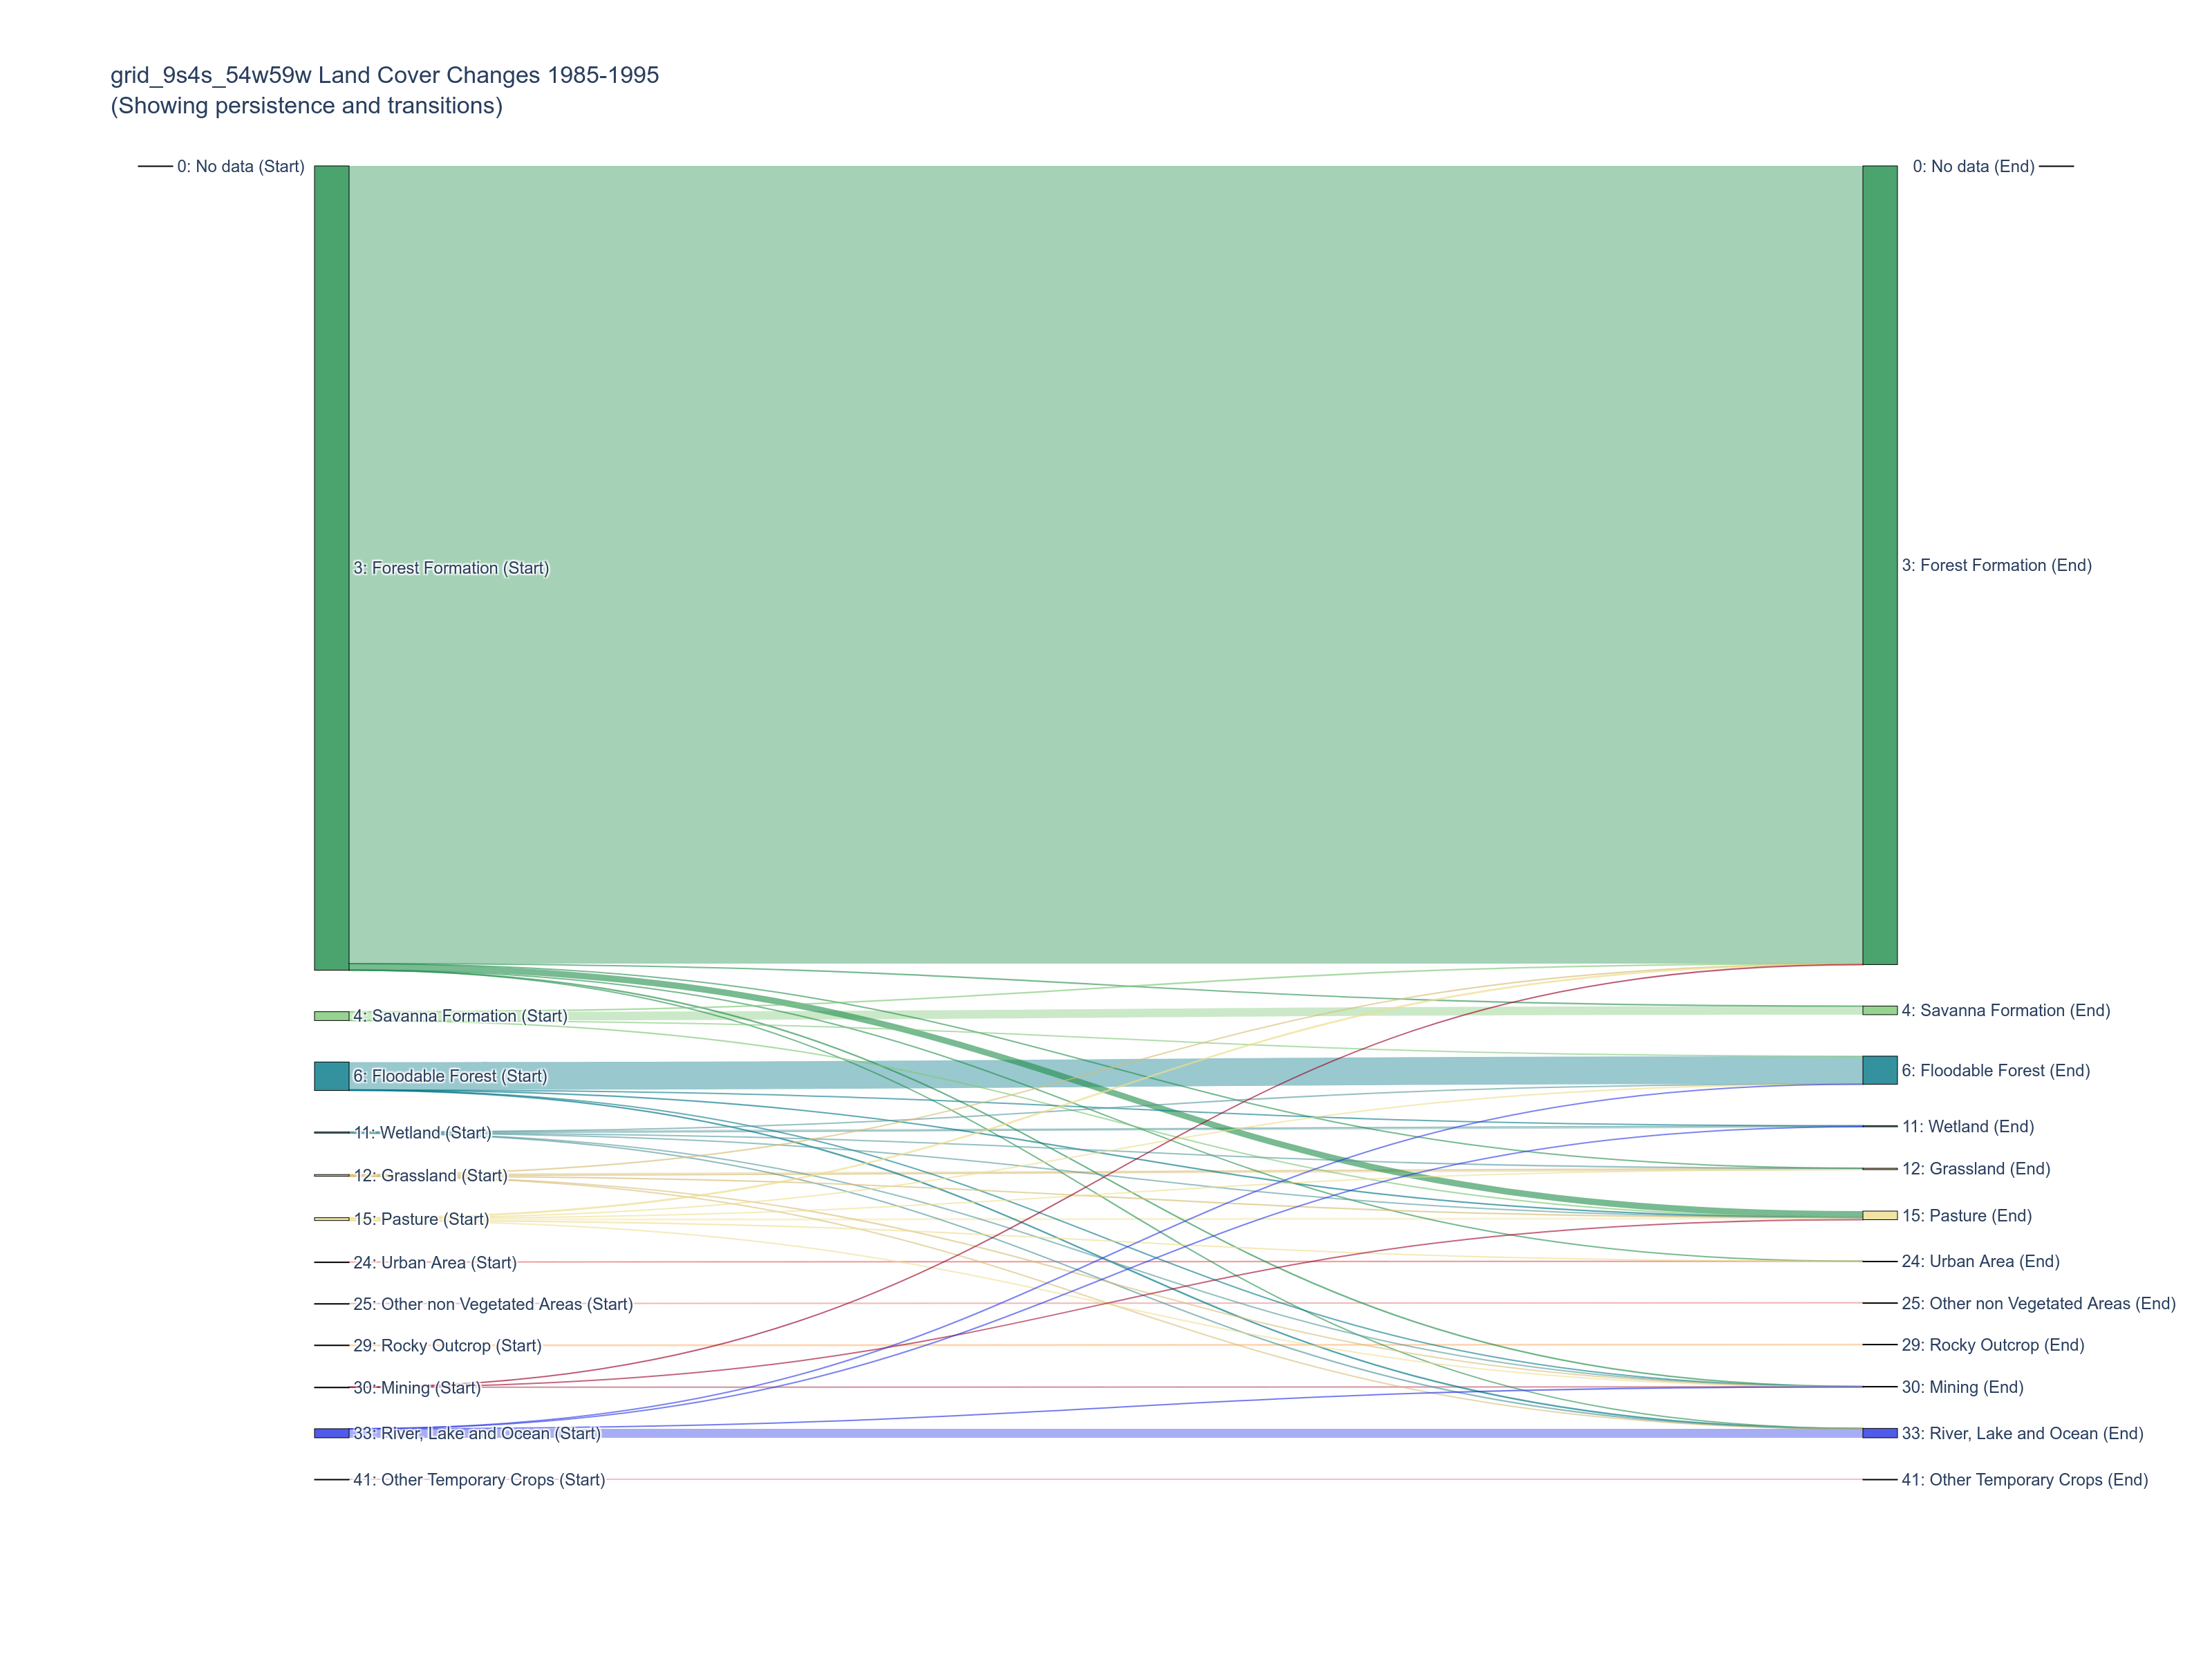 grid_9s4s_54w59w Land Cover Changes 1985-1995
(Showing persistence and transitions)
0: No data (Start)
0: No data (End)
3: Forest Formation (Start)
3: Forest Formation (End)
4: Savanna Formation (Start)
4: Savanna Formation (End)
6: Floodable Forest (Start)
6: Floodable Forest (End)
11: Wetland (Start)
11: Wetland (End)
12: Grassland (Start)
12: Grassland (End)
15: Pasture (Start)
15: Pasture (End)
24: Urban Area (Start)
24: Urban Area (End)
25: Other non Vegetated Areas (Start)
25: Other non Vegetated Areas (End)
29: Rocky Outcrop (Start)
29: Rocky Outcrop (End)
30: Mining (Start)
30: Mining (End)
33: River, Lake and Ocean (Start)
33: River, Lake and Ocean (End)
41: Other Temporary Crops (Start)
41: Other Temporary Crops (End)